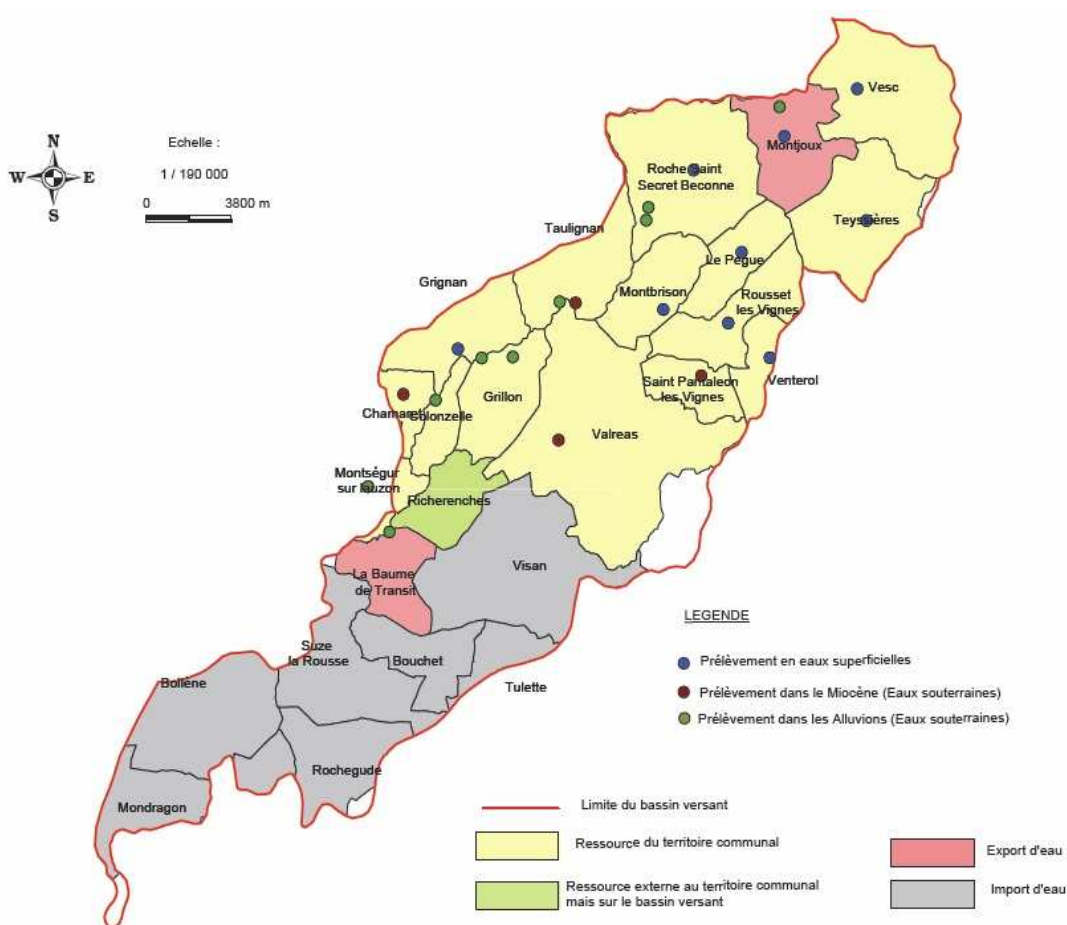 N
W E
S
Echelle :
1 / 190 000
0 3800 m
Vesc
Montjoux
Roche Saint
Secret Beconne
Teyssières
Taulignan
Le Pègue
Grignan
Montbrison
Rousset
les Vignes
Venterol
Saint Pantaleon
les Vignes
Grillon
Chamaret
Colonzelle
Valreas
Montségur
sur lauzon
Richerenches
Visan
La Baume
de Transit
Suze
la Rousse
Bouchet
Tulette
Bollène
Rochegude
Mondragon
LEGENDE
Prélèvement en eaux superficielles
Prélèvement dans le Miocène (Eaux souterraines)
Prélèvement dans les Alluvions (Eaux souterraines)
Limite du bassin versant
Ressource du territoire communal
Ressource externe au territoire communal
mais sur le bassin versant
Export d'eau
Import d'eau